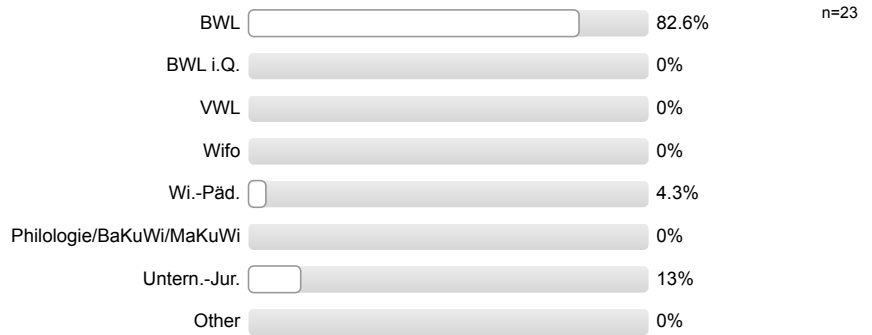 BWL 82.6% n=23
BWL i.Q. 0%
VWL 0%
Wifo 0%
Wi.-Päd. 4.3%
Philologie/BaKuWi/MaKuWi 0%
Untern.-Jur. 13%
Other 0%